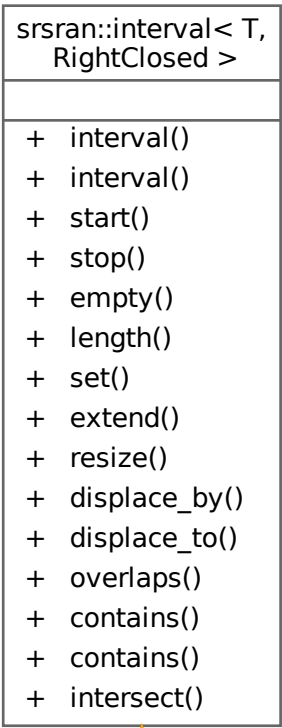 srsran::interval< T,
RightClosed >
+ interval()
+ interval()
+ start()
+ stop()
+ empty()
+ length()
+ set()
+ extend()
+ resize()
+ displace_by()
+ displace_to()
+ overlaps()
+ contains()
+ contains()
+ intersect()